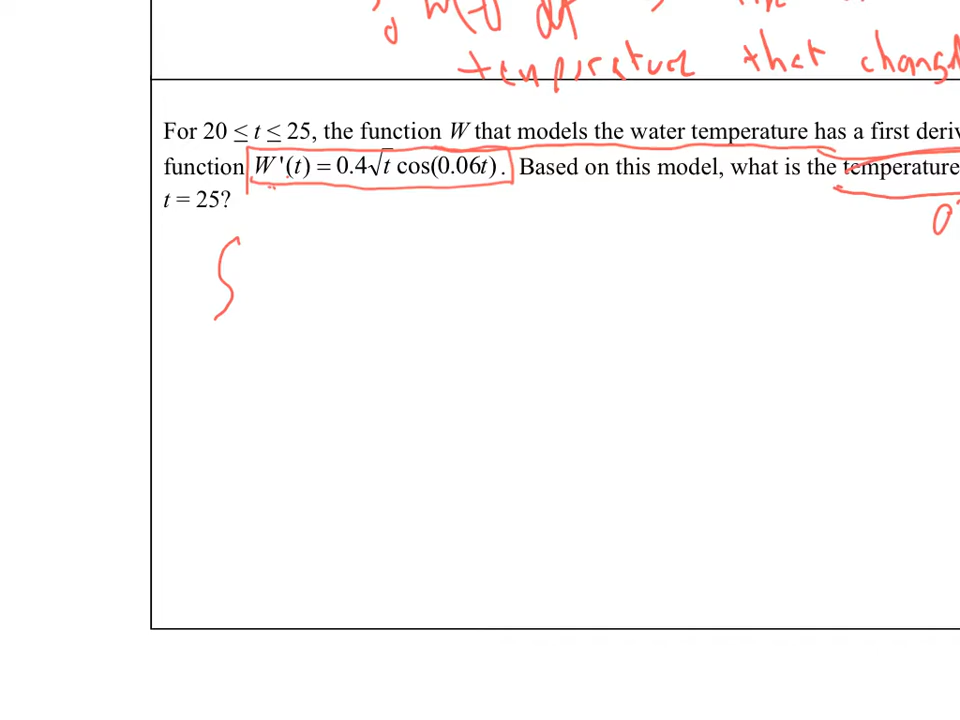 temperature that chang
For 20 ≤ t ≤ 25, the function W that models the water temperature has a first deriv
function W'(t) = 0.4√t cos(0.06t). Based on this model, what is the temperature
t = 25?
∫